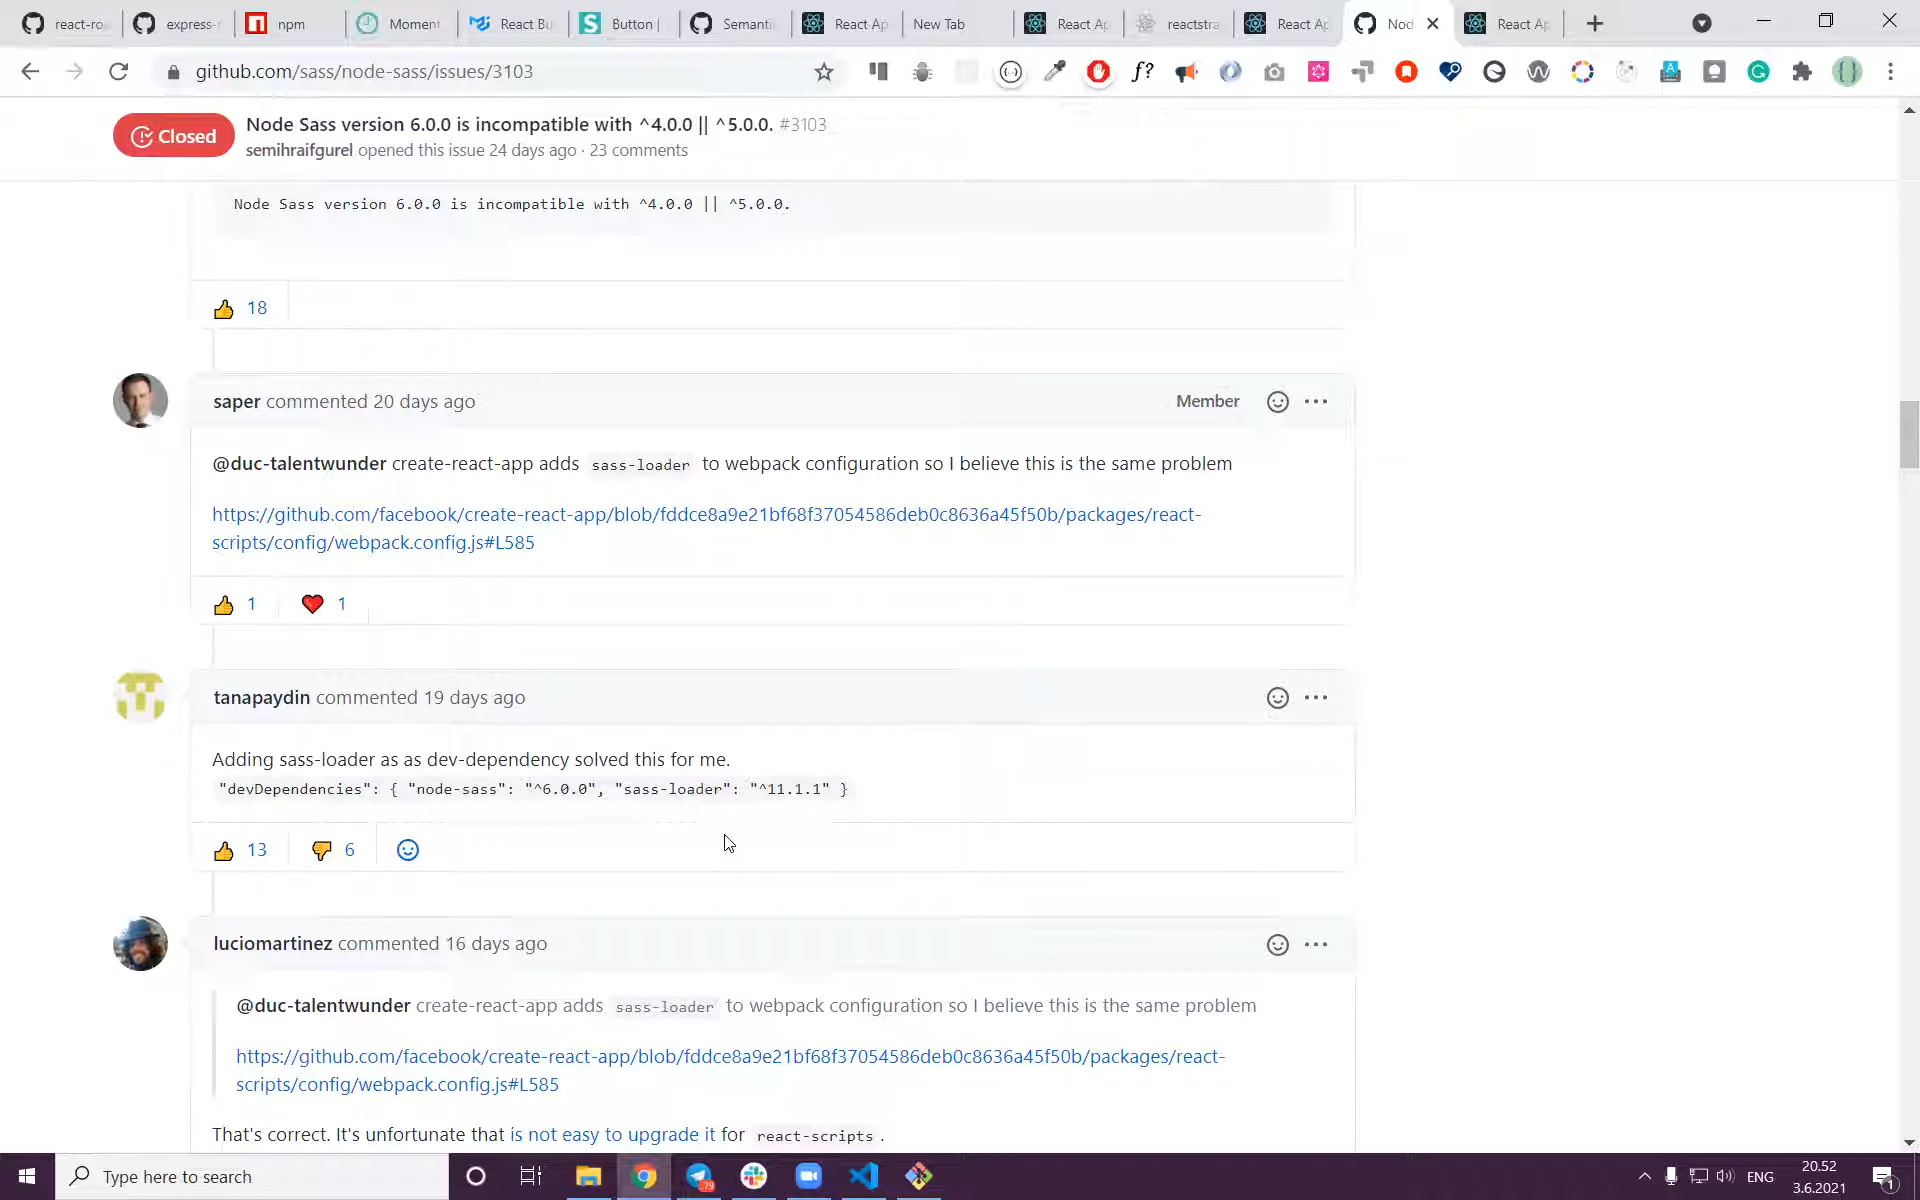 react-ro
express-r
npm
Moment
React Bu
Button |
Semanti
React Ap
New Tab
React Ap
reactstra
React Ap
Nod
React Ap
github.com/sass/node-sass/issues/3103
Closed
Node Sass version 6.0.0 is incompatible with ^4.0.0 || ^5.0.0. #3103
semihraifgurel opened this issue 24 days ago · 23 comments
Node Sass version 6.0.0 is incompatible with ^4.0.0 || ^5.0.0.
18
saper commented 20 days ago
Member
@duc-talentwunder create-react-app adds sass-loader to webpack configuration so I believe this is the same problem
https://github.com/facebook/create-react-app/blob/fddce8a9e21bf68f37054586deb0c8636a45f50b/packages/react-
scripts/config/webpack.config.js#L585
1
1
tanapaydin commented 19 days ago
Adding sass-loader as as dev-dependency solved this for me.
"devDependencies": { "node-sass": "^6.0.0", "sass-loader": "^11.1.1" }
13
6
luciomartinez commented 16 days ago
@duc-talentwunder create-react-app adds sass-loader to webpack configuration so I believe this is the same problem
https://github.com/facebook/create-react-app/blob/fddce8a9e21bf68f37054586deb0c8636a45f50b/packages/react-
scripts/config/webpack.config.js#L585
That's correct. It's unfortunate that is not easy to upgrade it for react-scripts .
Type here to search
79
ENG
20.52
3.6.2021
1